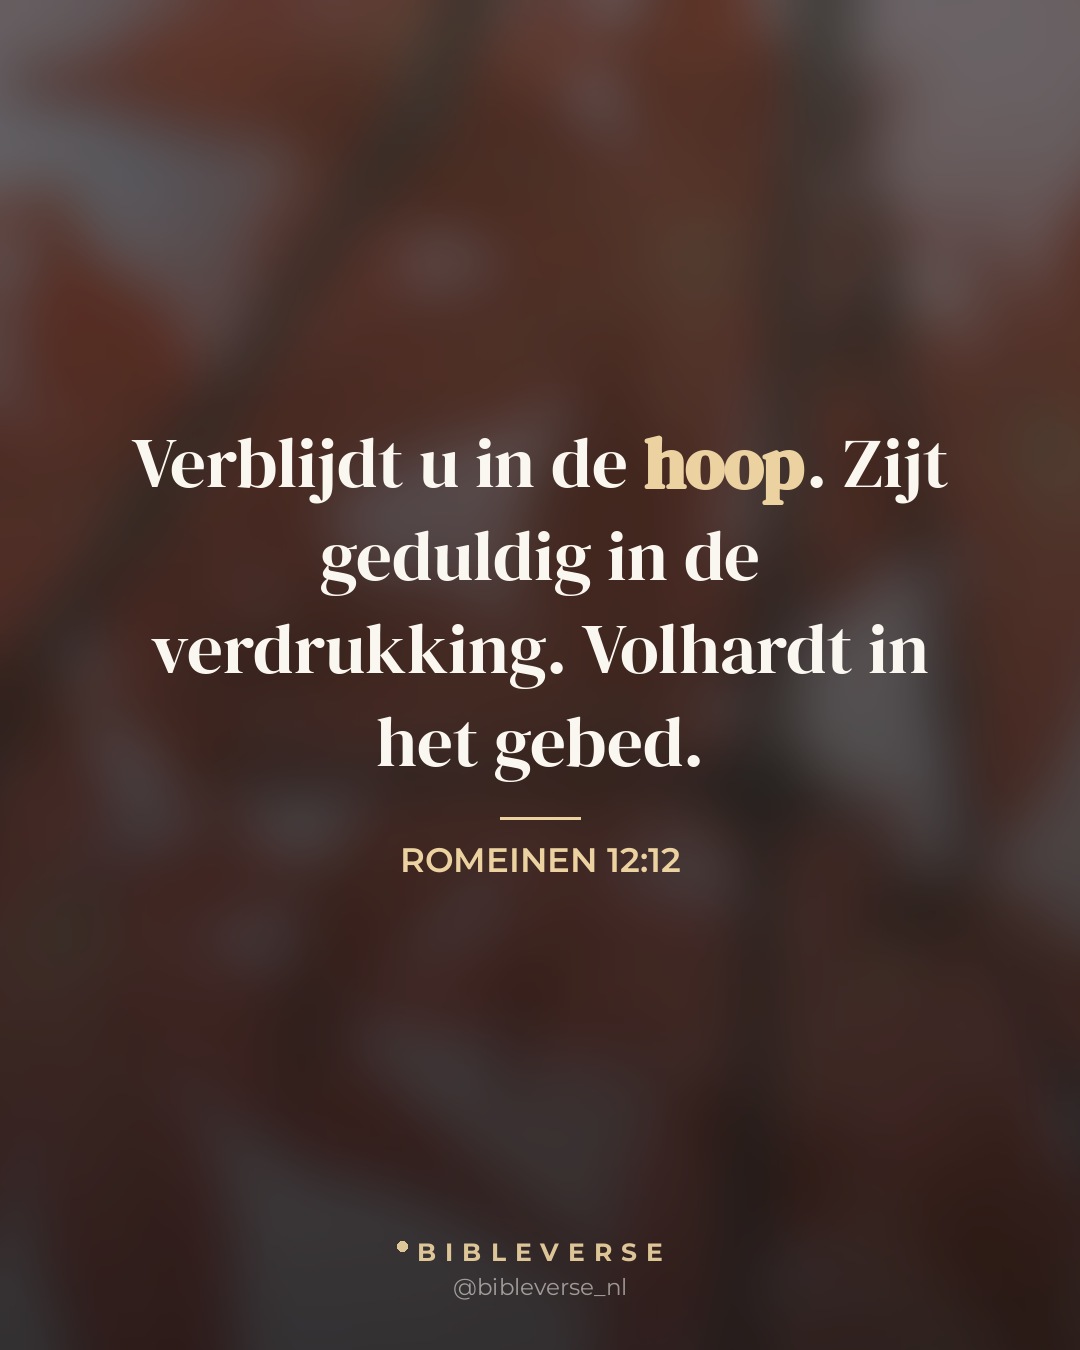 Verblijdt u in de hoop. Zijt
geduldig in de
verdrukking. Volhardt in
het gebed.
ROMEINEN 12:12
BIBLEVERSE
@bibleverse_nl